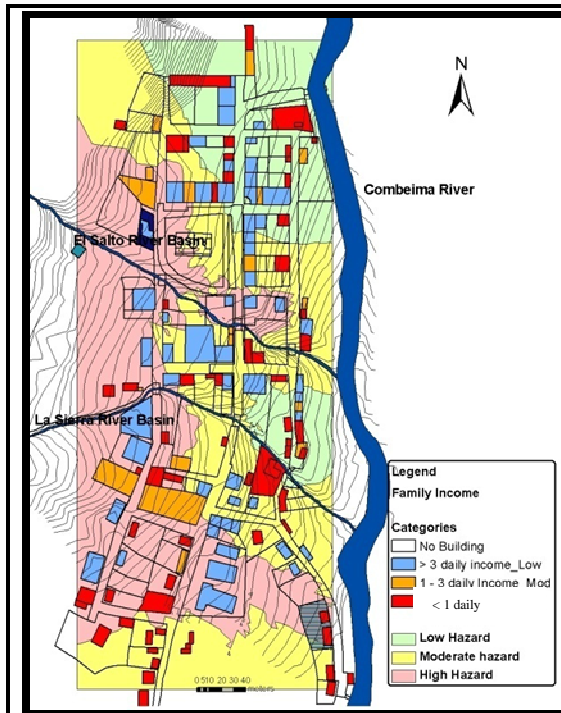 N
Combeima River
El Salto River Basin
La Sierra River Basin
Legend
Family Income
Categories
No Building
> 3 daily income_Low
1 - 3 daily Income_Mod
< 1 daily
Low Hazard
Moderate hazard
High Hazard
0 5 10 20 30 40
meters